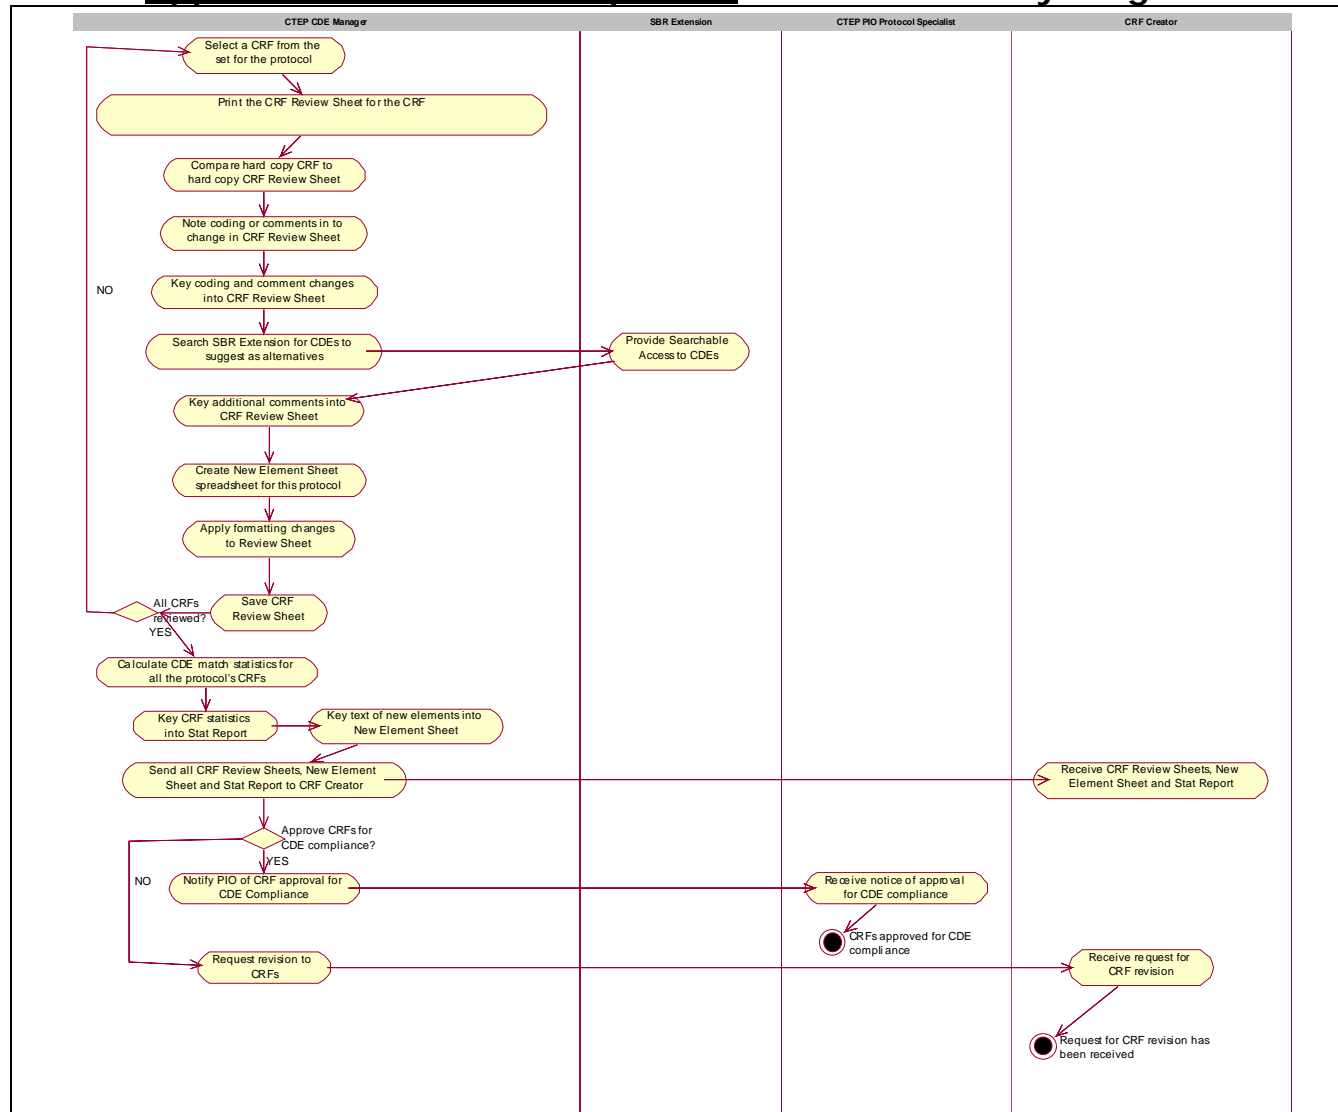 CTEP CDE Manager
SBR Extension
CTEP PIO Protocol Specialist
CRF Creator
Select a CRF from the
set for the protocol
Print the CRF Review Sheet for the CRF
Compare hard copy CRF to
hard copy CRF Review Sheet
Note coding or comments in to
change in CRF Review Sheet
NO
Key coding and comment changes
into CRF Review Sheet
Search SBR Extension for CDEs to
suggest as alternatives
Provide Searchable
Access to CDEs
Key additional comments into
CRF Review Sheet
Create New Element Sheet
spreadsheet for this protocol
Apply formatting changes
to Review Sheet
All CRFs
reviewed?
YES
Save CRF
Review Sheet
Calculate CDE match statistics for
all the protocol's CRFs
Key CRF statistics
into Stat Report
Key text of new elements into
New Element Sheet
Send all CRF Review Sheets, New Element
Sheet and Stat Report to CRF Creator
Receive CRF Review Sheets, New
Element Sheet and Stat Report
Approve CRFs for
CDE compliance?
YES
NO
Notify PIO of CRF approval for
CDE Compliance
Receive notice of approval
for CDE compliance
CRFs approved for CDE
compliance
Request revision to
CRFs
Receive request for
CRF revision
Request for CRF revision has
been received